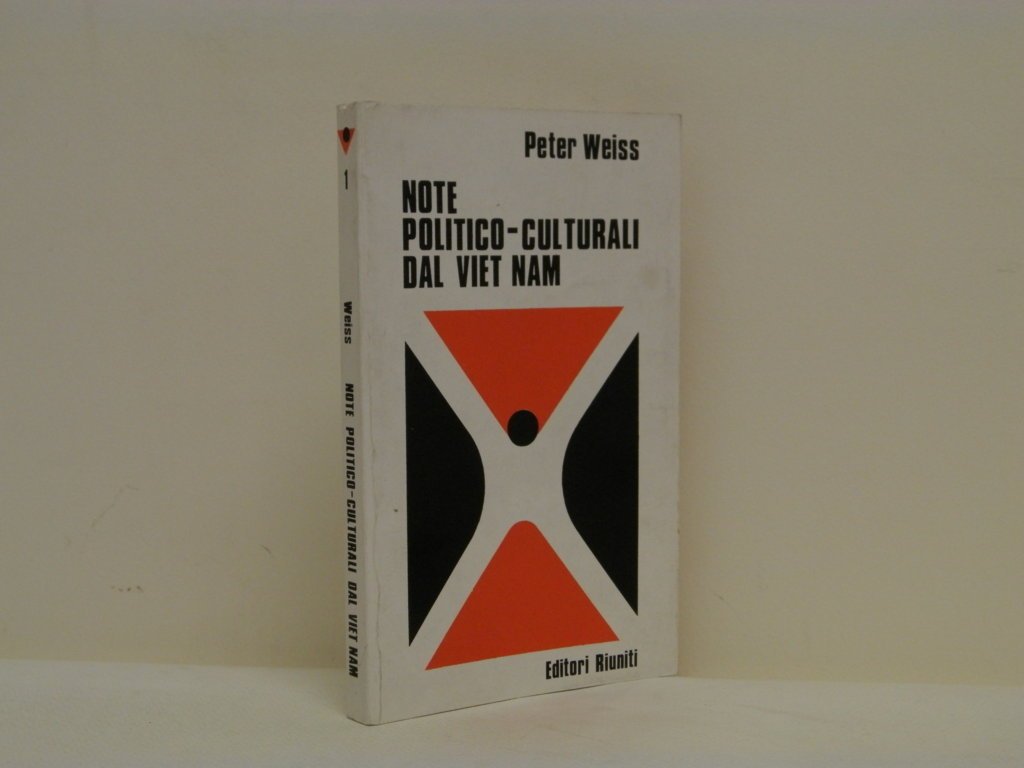 Peter Weiss
NOTE
POLITICO-CULTURALI
DAL VIET NAM
Editori Riuniti
1
Weiss NOTE POLITICO-CULTURALI DAL VIET NAM